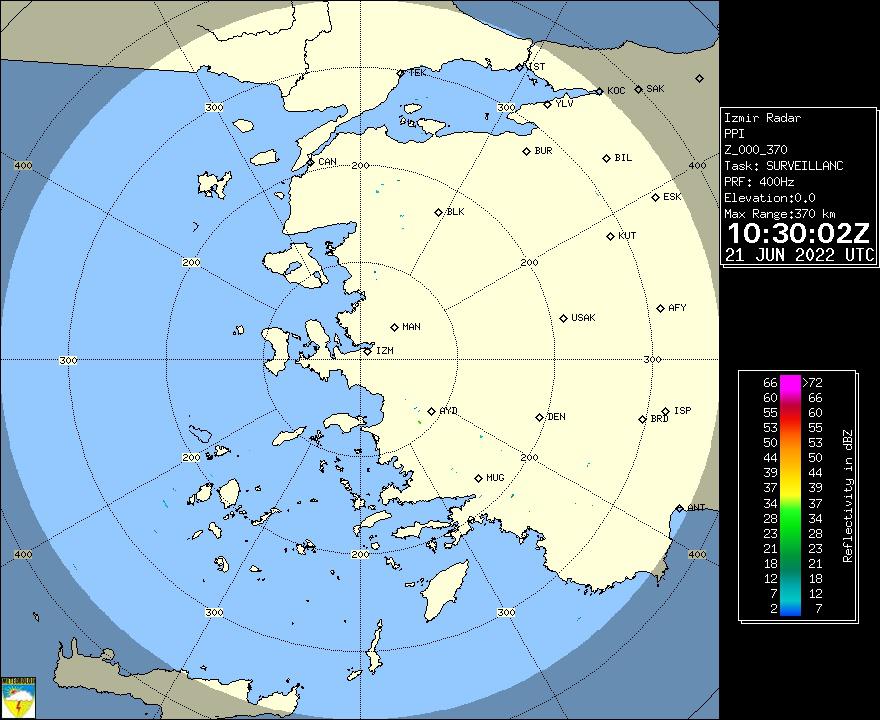 TEK
IST
KOC
SAK
300
300
YLV
BUR
BIL
400
CAN
200
400
ESK
BLK
KUT
200
200
AFY
USAK
MAN
IZM
300
300
AYD
DEN
ISP
BRD
200
200
MUG
ANT
400
200
400
300
300
METEOROLOJI
Izmir Radar
PPI
Z_000_370
Task: SURVEILLANC
PRF: 400Hz
Elevation:0.0
Max Range:370 km
10:30:02Z
21 JUN 2022 UTC
66 >72
60 66
55 60
53 55
50 53
44 50
39 44
37 39
34 37
28 34
23 28
21 23
18 21
12 18
7 12
2 7
Reflectivity in dBZ